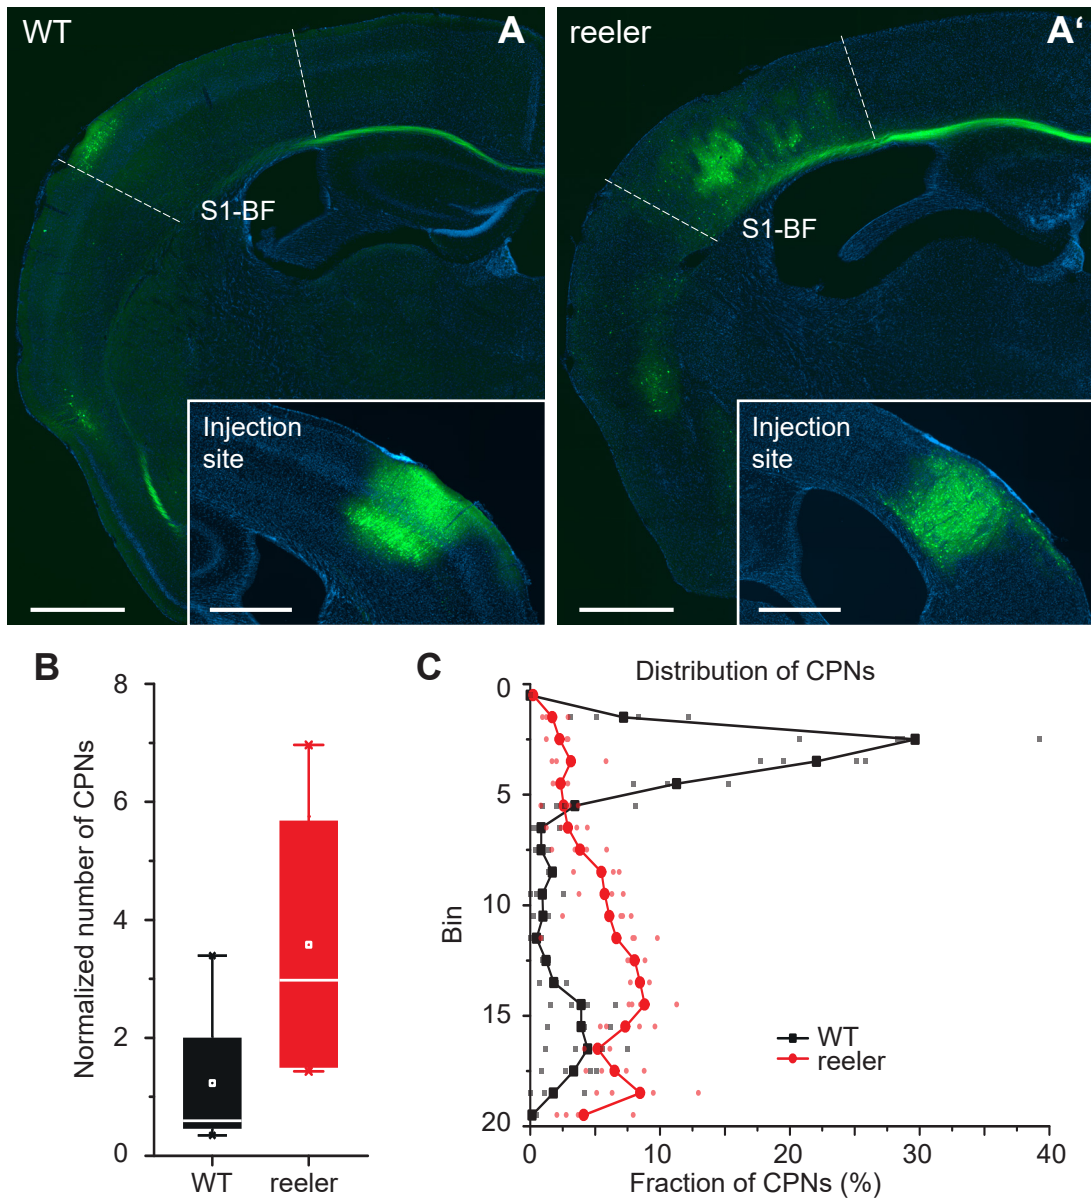 WT
A
S1-BF
Injection
site
reeler
A‘
S1-BF
Injection
site
B
Normalized number of CPNs
8
6
4
2
0
WT
reeler
C
Distribution of CPNs
Bin
0
5
10
15
20
WT
reeler
0
10
20
30
40
Fraction of CPNs (%)